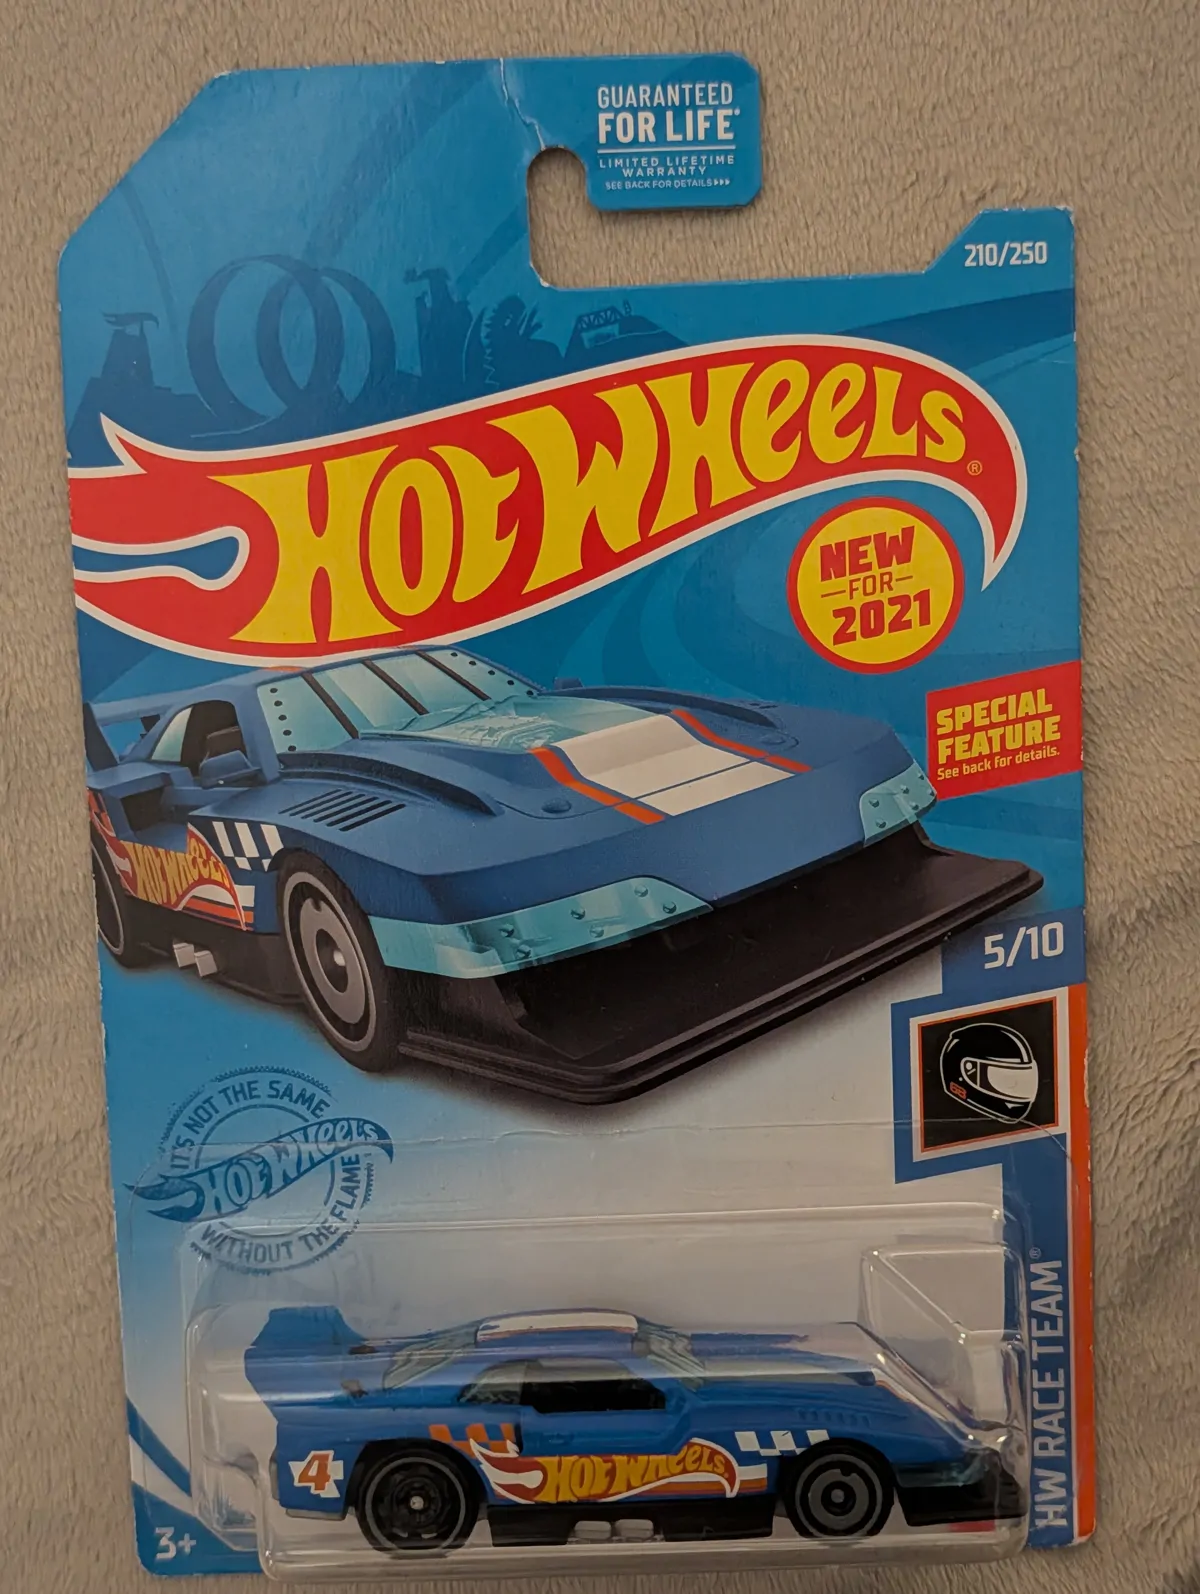 GUARANTEED
FOR LIFE*
LIMITED LIFETIME
WARRANTY
SEE BACK FOR DETAILS
210/250
HOT WHEELS®
NEW
FOR
2021
SPECIAL
FEATURE
See back for details.
HOT WHEELS
5/10
IT'S NOT THE SAME
HOT WHEELS
WITHOUT THE FLAME
HW RACE TEAM®
4
HOT WHEELS
3+